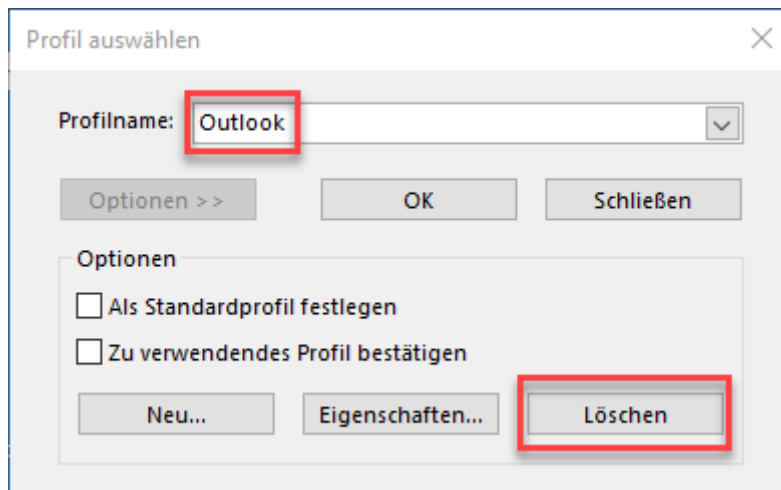 Profil auswählen
Profilname: Outlook
Optionen >> OK Schließen
Optionen
Als Standardprofil festlegen
Zu verwendendes Profil bestätigen
Neu... Eigenschaften... Löschen